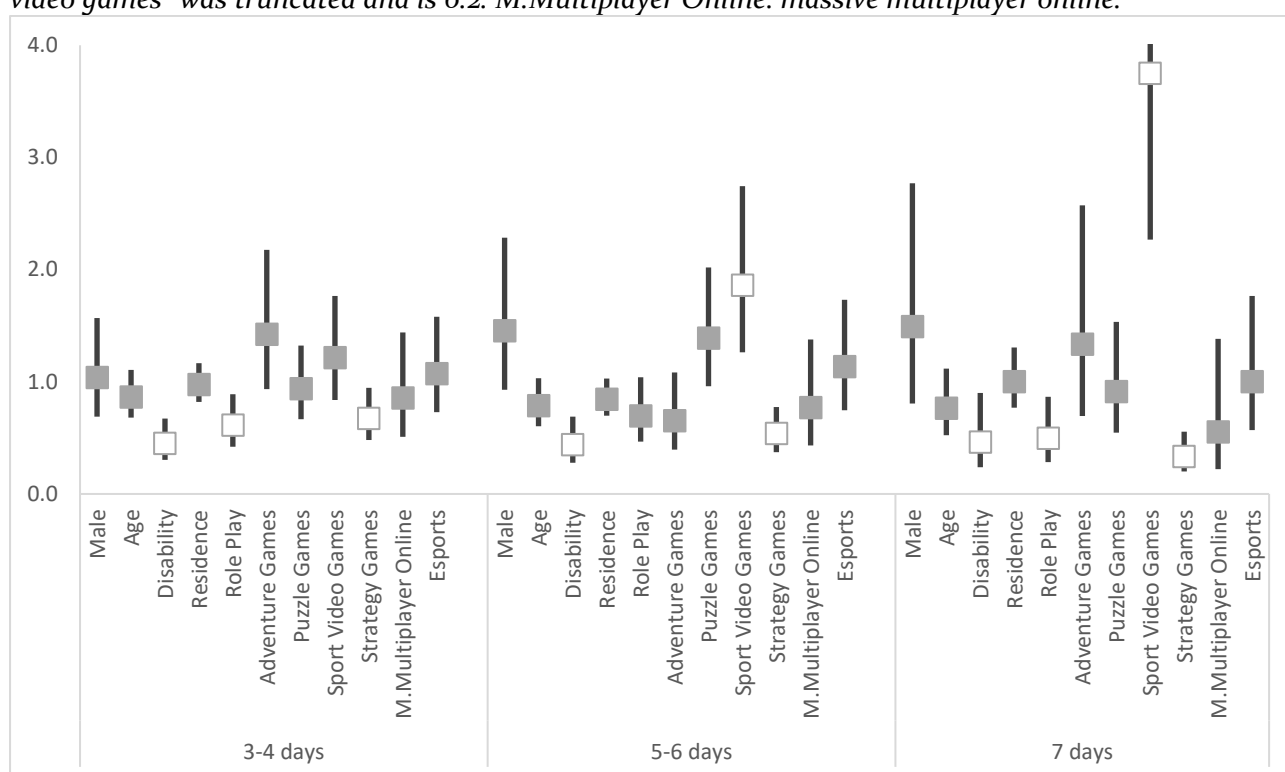 video games” was truncated and is 6.2. M.Multiplayer Online: massive multiplayer online.
4.0
3.0
2.0
1.0
0.0
Male
Age
Disability
Residence
Role Play
Adventure Games
Puzzle Games
Sport Video Games
Strategy Games
M.Multiplayer Online
Esports
Male
Age
Disability
Residence
Role Play
Adventure Games
Puzzle Games
Sport Video Games
Strategy Games
M.Multiplayer Online
Esports
Male
Age
Disability
Residence
Role Play
Adventure Games
Puzzle Games
Sport Video Games
Strategy Games
M.Multiplayer Online
Esports
3-4 days
5-6 days
7 days